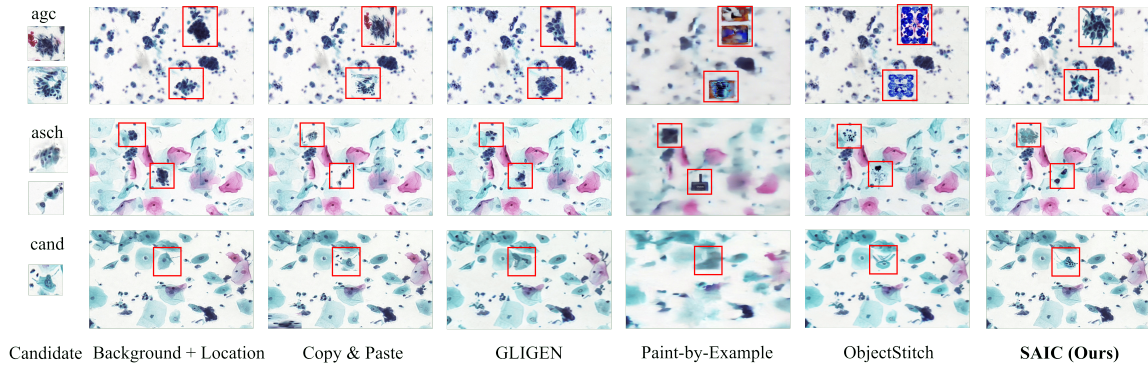 agc
asch
cand
Candidate Background + Location Copy & Paste GLIGEN Paint-by-Example ObjectStitch SAIC (Ours)